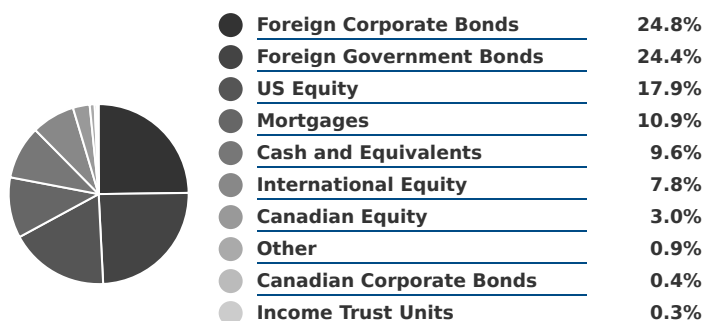 Foreign Corporate Bonds 24.8%
Foreign Government Bonds 24.4%
US Equity 17.9%
Mortgages 10.9%
Cash and Equivalents 9.6%
International Equity 7.8%
Canadian Equity 3.0%
Other 0.9%
Canadian Corporate Bonds 0.4%
Income Trust Units 0.3%